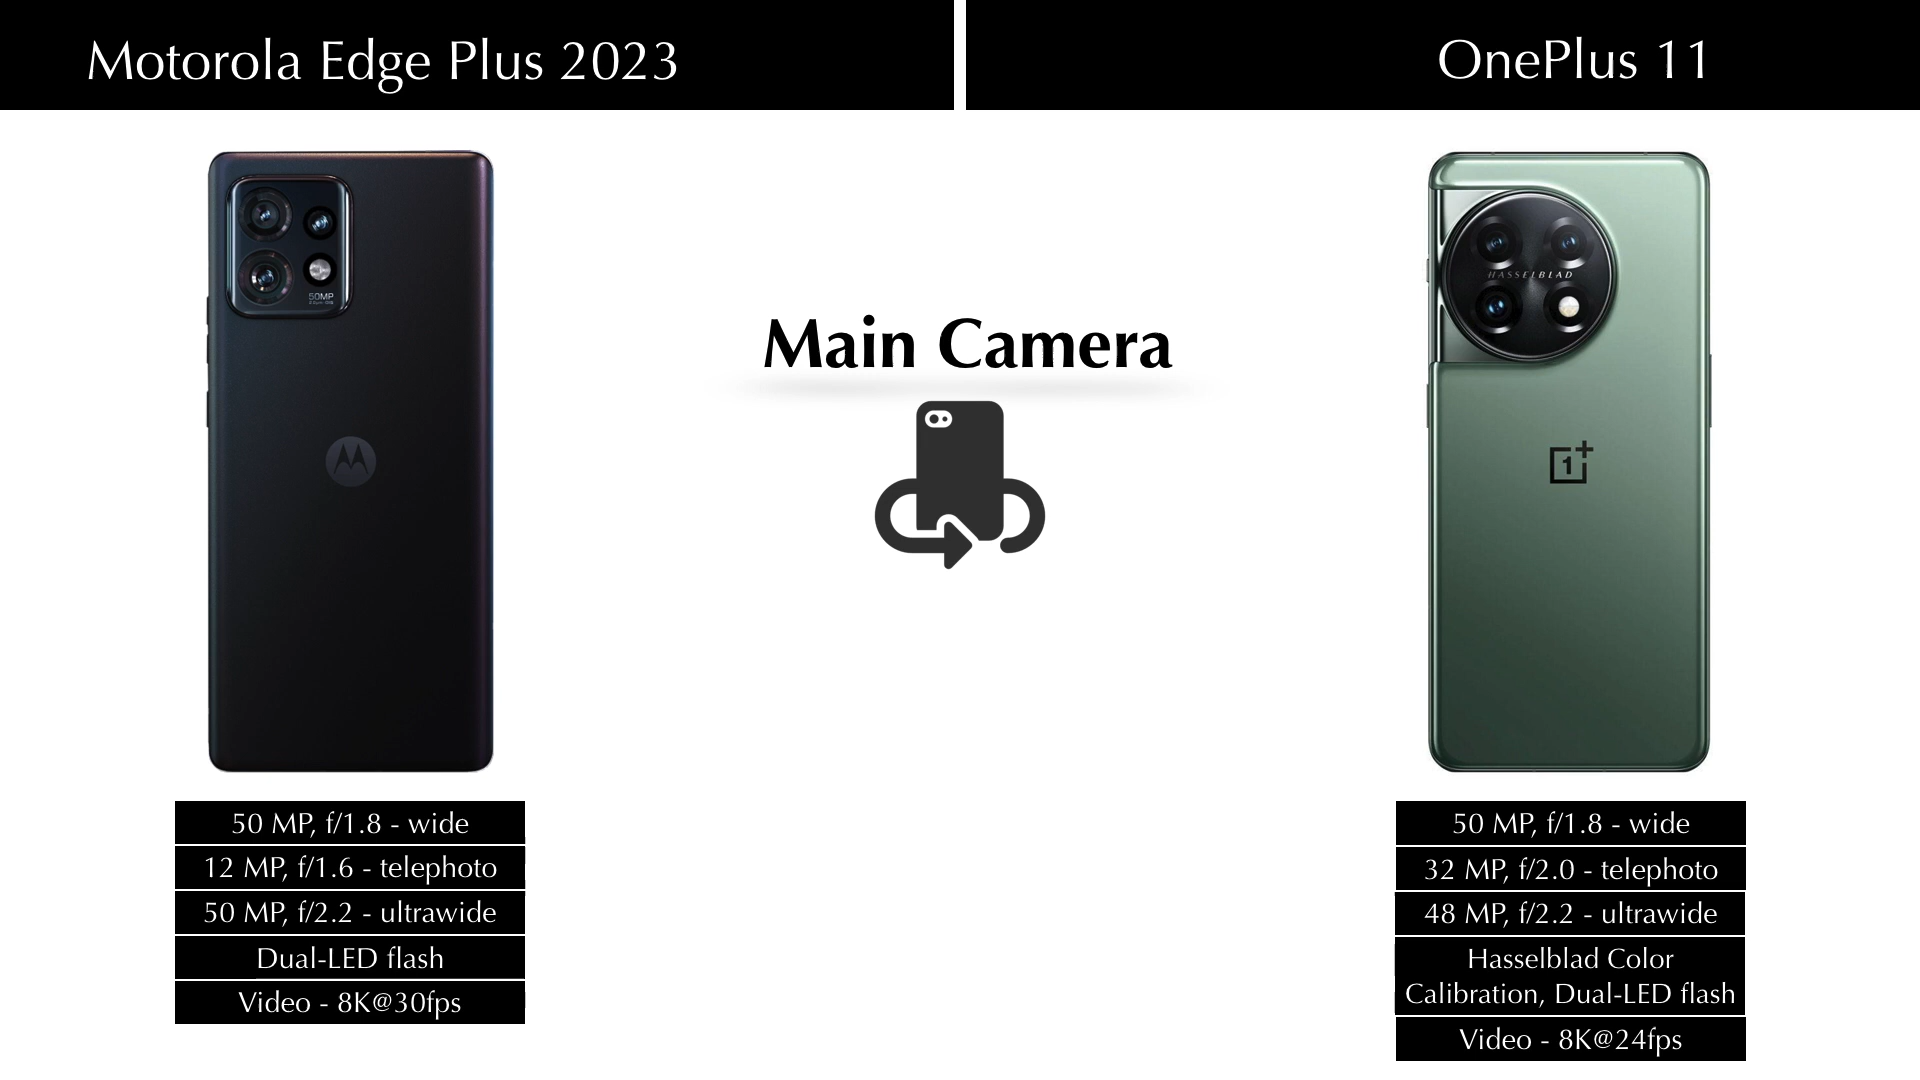 Motorola Edge Plus 2023
OnePlus 11
50MP
HASSELBLAD
Main Camera
50 MP, f/1.8 - wide
12 MP, f/1.6 - telephoto
50 MP, f/2.2 - ultrawide
Dual-LED flash
Video - 8K@30fps
50 MP, f/1.8 - wide
32 MP, f/2.0 - telephoto
48 MP, f/2.2 - ultrawide
Hasselblad Color
Calibration, Dual-LED flash
Video - 8K@24fps